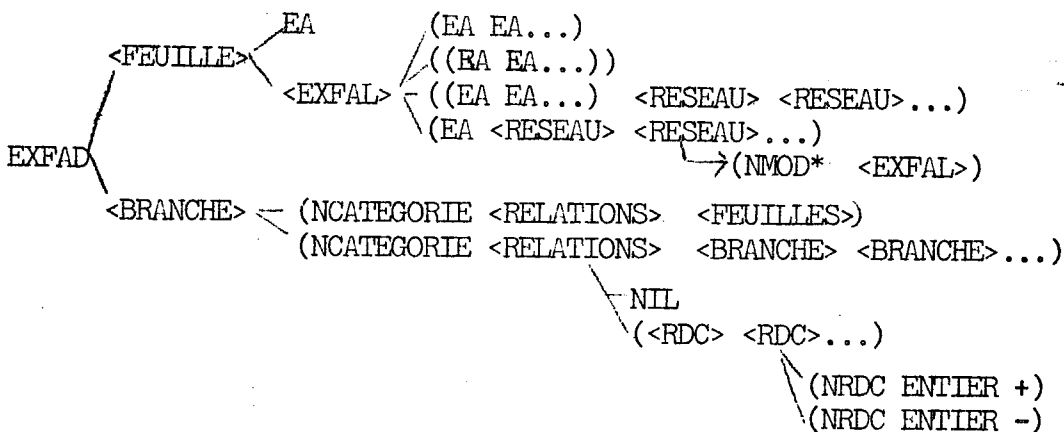 EA
(EA EA...)
<FEUILLE>
((EA EA...))
<EXFAL>
((EA EA...) <RESEAU> <RESEAU>...)
(EA <RESEAU> <RESEAU>...)
EXFAD
(NMOD* <EXFAL>)
<BRANCHE>
(NCATEGORIE <RELATIONS> <FEUILLES>)
(NCATEGORIE <RELATIONS> <BRANCHE> <BRANCHE>...)
NIL
(<RDC> <RDC>...)
(NRDC ENTIER +)
(NRDC ENTIER -)